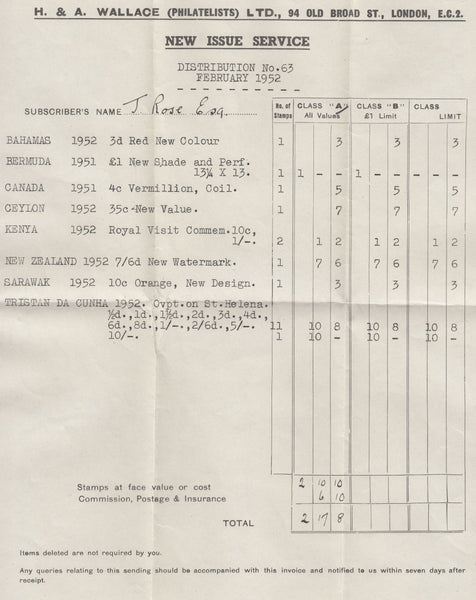 H. & A. WALLACE (PHILATELISTS) LTD., 94 OLD BROAD ST., LONDON, E.C.2.
NEW ISSUE SERVICE
DISTRIBUTION No.63
FEBRUARY 1952
SUBSCRIBER'S NAME J. Rose Esq. No. of Stamps CLASS "A" All Values CLASS "B" £1 Limit CLASS LIMIT
BAHAMAS 1952 3d Red New Colour 1 3 3 3
BERMUDA 1951 £1 New Shade and Perf.
13¼ X 13. 1 1 - - 1 - - - -
CANADA 1951 4c Vermillion, Coil. 1 5 5 5
CEYLON 1952 35c New Value. 1 7 7 7
KENYA 1952 Royal Visit Commem.10c,
1/-. 2 1 2 1 2 1 2
NEW ZEALAND 1952 7/6d New Watermark. 1 7 6 7 6 7 6
SARAWAK 1952 10c Orange, New Design. 1 3 3 3
TRISTAN DA CUNHA 1952. Ovpt.on St.Helena.
½d.,1d.,1½d.,2d.,3d.,4d.,
6d.,8d.,1/-.,2/6d.,5/-. 11 10 8 10 8 10 8
10/-. 1 10 - 10 - 10 -
Stamps at face value or cost 2 10 10
Commission, Postage & Insurance 6 10
TOTAL 2 17 8
Items deleted are not required by you.
Any queries relating to this sending should be accompanied with this invoice and notified to us within seven days after
receipt.